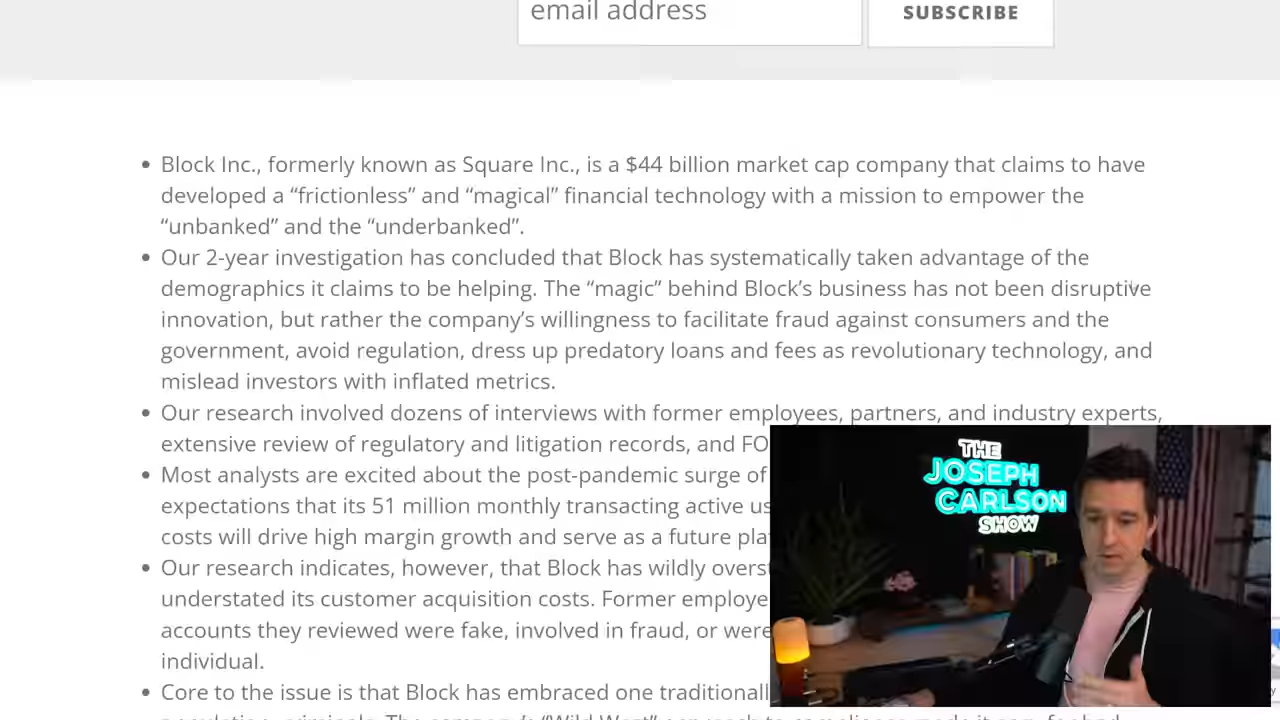 email address
SUBSCRIBE
Block Inc., formerly known as Square Inc., is a $44 billion market cap company that claims to have
developed a “frictionless” and “magical” financial technology with a mission to empower the
“unbanked” and the “underbanked”.
Our 2-year investigation has concluded that Block has systematically taken advantage of the
demographics it claims to be helping. The “magic” behind Block’s business has not been disruptive
innovation, but rather the company’s willingness to facilitate fraud against consumers and the
government, avoid regulation, dress up predatory loans and fees as revolutionary technology, and
mislead investors with inflated metrics.
Our research involved dozens of interviews with former employees, partners, and industry experts,
extensive review of regulatory and litigation records, and FO
Most analysts are excited about the post-pandemic surge of
expectations that its 51 million monthly transacting active us
costs will drive high margin growth and serve as a future pla
Our research indicates, however, that Block has wildly overst
understated its customer acquisition costs. Former employe
accounts they reviewed were fake, involved in fraud, or were
individual.
Core to the issue is that Block has embraced one traditionall
THE
JOSEPH
CARLSON
SHOW